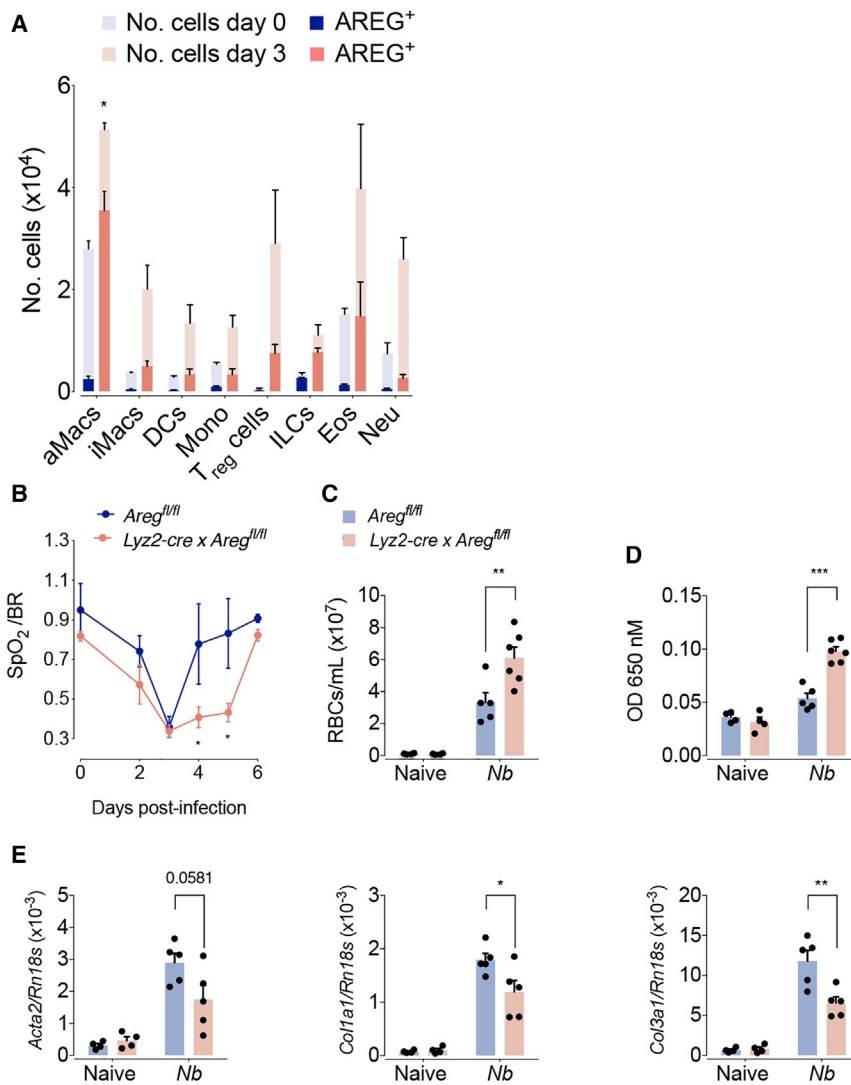 A
No. cells day 0 AREG+
No. cells day 3 AREG+
No. cells (x10⁴)
6
4
2
0
*
aMacs iMacs DCs Mono Treg cells ILCs Eos Neu
B
Aregfl/fl
Lyz2-cre x Aregfl/fl
SpO2/BR
1.3
1.1
0.9
0.7
0.5
0.3
* *
0 2 4 6
Days post-infection
C
Aregfl/fl
Lyz2-cre x Aregfl/fl
RBCs/mL (x10⁷)
10
8
6
4
2
0
**
Naive Nb
D
OD 650 nM
0.15
0.10
0.05
0.00
***
Naive Nb
E
Acta2/Rn18s (x10⁻³)
5
4
3
2
1
0
0.0581
Naive Nb
Col1a1/Rn18s (x10⁻³)
3
2
1
0
*
Naive Nb
Col3a1/Rn18s (x10⁻³)
20
15
10
5
0
**
Naive Nb